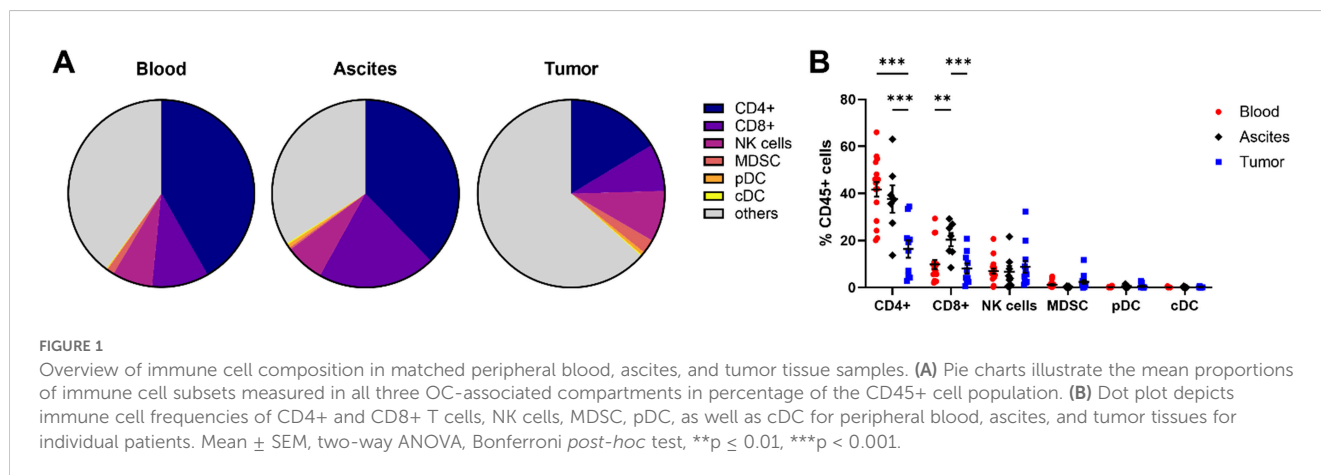 A
Blood
Ascites
Tumor
CD4+
CD8+
NK cells
MDSC
pDC
cDC
others
B
*** ***
*** **
% CD45+ cells
80
60
40
20
0
CD4+ CD8+ NK cells MDSC pDC cDC
Blood
Ascites
Tumor
FIGURE 1
Overview of immune cell composition in matched peripheral blood, ascites, and tumor tissue samples. (A) Pie charts illustrate the mean proportions
of immune cell subsets measured in all three OC-associated compartments in percentage of the CD45+ cell population. (B) Dot plot depicts
immune cell frequencies of CD4+ and CD8+ T cells, NK cells, MDSC, pDC, as well as cDC for peripheral blood, ascites, and tumor tissues for
individual patients. Mean ± SEM, two-way ANOVA, Bonferroni post-hoc test, **p ≤ 0.01, ***p < 0.001.